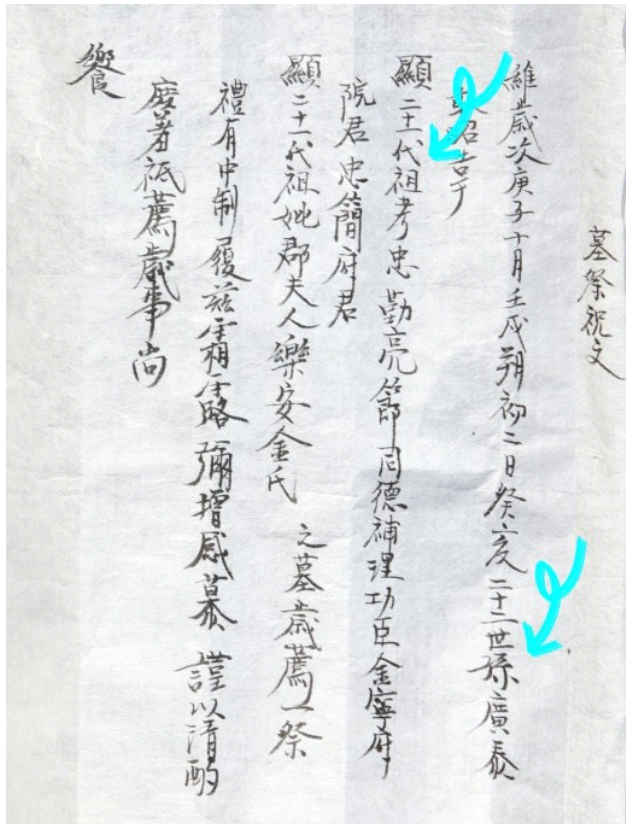 墓祭祝文
維歲次庚子十月壬戌朔初二日癸亥二十二世孫廣泰
敢昭告于
顯二十一代祖考忠勤亮節同德補理功臣金寧府
院君忠簡府君
顯二十一代祖妣郡夫人樂安金氏 之墓歲薦一祭
禮有中制履玆霜露彌增感慕 謹以淸酌
庶羞祗薦歲事尚
饗